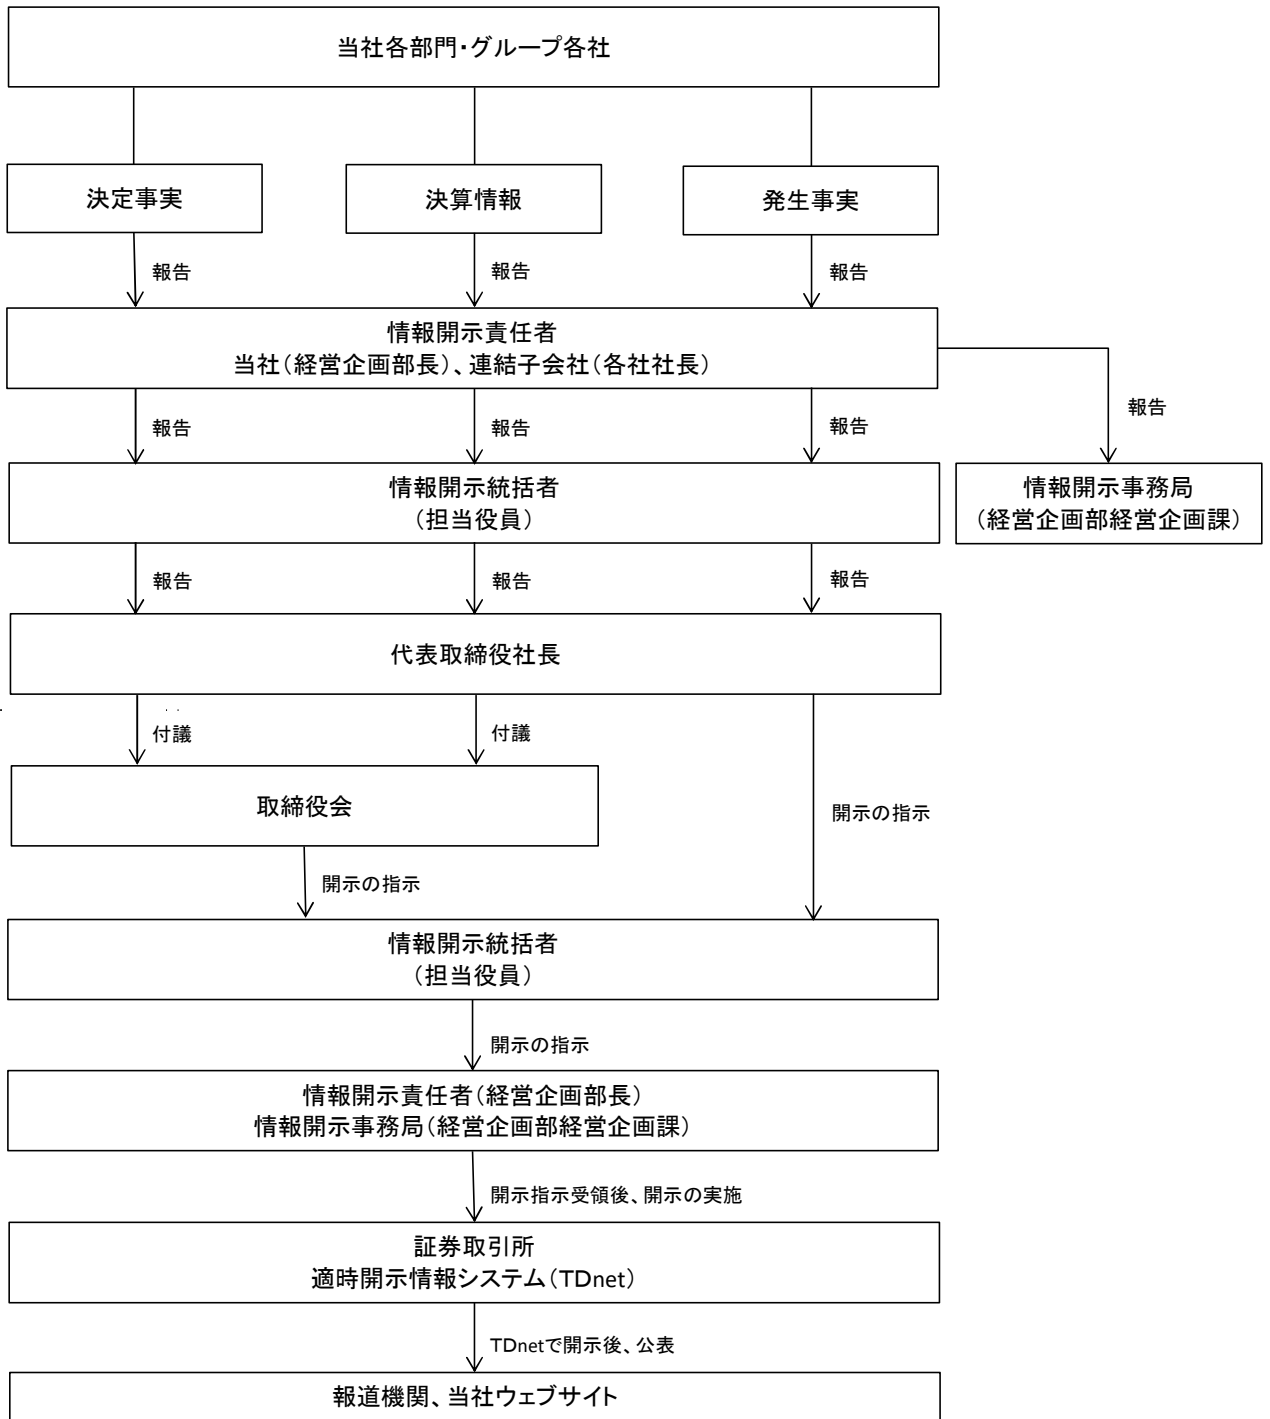 当社各部門・グループ各社
決定事実
決算情報
発生事実
報告
報告
報告
情報開示責任者
当社（経営企画部長）、連結子会社（各社社長）
報告
報告
報告
報告
情報開示統括者
（担当役員）
情報開示事務局
（経営企画部経営企画課）
報告
報告
報告
代表取締役社長
付議
付議
取締役会
開示の指示
開示の指示
情報開示統括者
（担当役員）
開示の指示
情報開示責任者（経営企画部長）
情報開示事務局（経営企画部経営企画課）
開示指示受領後、開示の実施
証券取引所
適時開示情報システム（TDnet）
TDnetで開示後、公表
報道機関、当社ウェブサイト